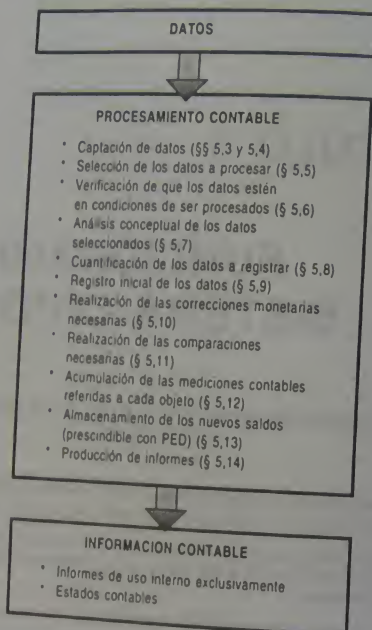 DATOS
PROCESAMIENTO CONTABLE
* Captación de datos (§§ 5,3 y 5,4)
* Selección de los datos a procesar (§ 5,5)
* Verificación de que los datos estén
en condiciones de ser procesados (§ 5,6)
* Análisis conceptual de los datos
seleccionados (§ 5,7)
* Cuantificación de los datos a registrar (§ 5,8)
* Registro inicial de los datos (§ 5,9)
* Realización de las correcciones monetarias
necesarias (§ 5,10)
* Realización de las comparaciones
necesarias (§ 5,11)
* Acumulación de las mediciones contables
referidas a cada objeto (§ 5,12)
* Almacenamiento de los nuevos saldos
(prescindible con PED) (§ 5,13)
* Producción de informes (§ 5,14)
INFORMACION CONTABLE
* Informes de uso interno exclusivamente
* Estados contables